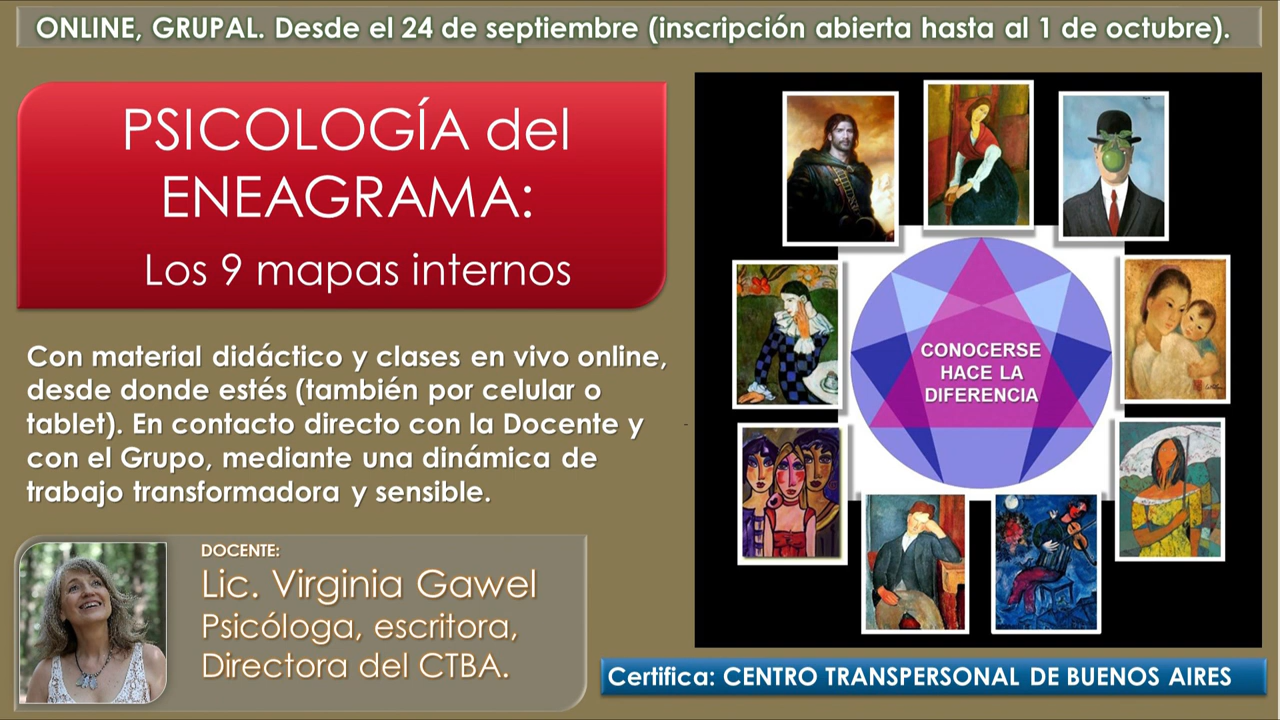 ONLINE, GRUPAL. Desde el 24 de septiembre (inscripción abierta hasta al 1 de octubre).
PSICOLOGÍA del
ENEAGRAMA:
Los 9 mapas internos
Con material didáctico y clases en vivo online,
desde donde estés (también por celular o
tablet). En contacto directo con la Docente y
con el Grupo, mediante una dinámica de
trabajo transformadora y sensible.
DOCENTE:
Lic. Virginia Gawel
Psicóloga, escritora,
Directora del CTBA.
CONOCERSE
HACE LA
DIFERENCIA
Certifica: CENTRO TRANSPERSONAL DE BUENOS AIRES